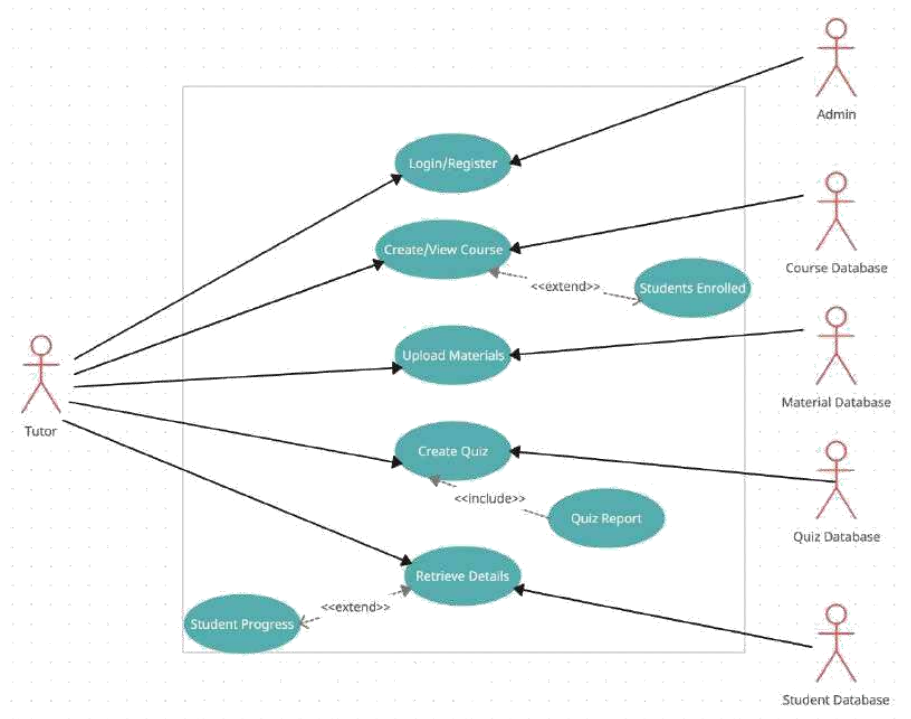 Admin
Login/Register
Create/View Course
Course Database
<<extend>>
Students Enrolled
Upload Materials
Material Database
Tutor
Create Quiz
<<include>>
Quiz Report
Quiz Database
Retrieve Details
<<extend>>
Student Progress
Student Database